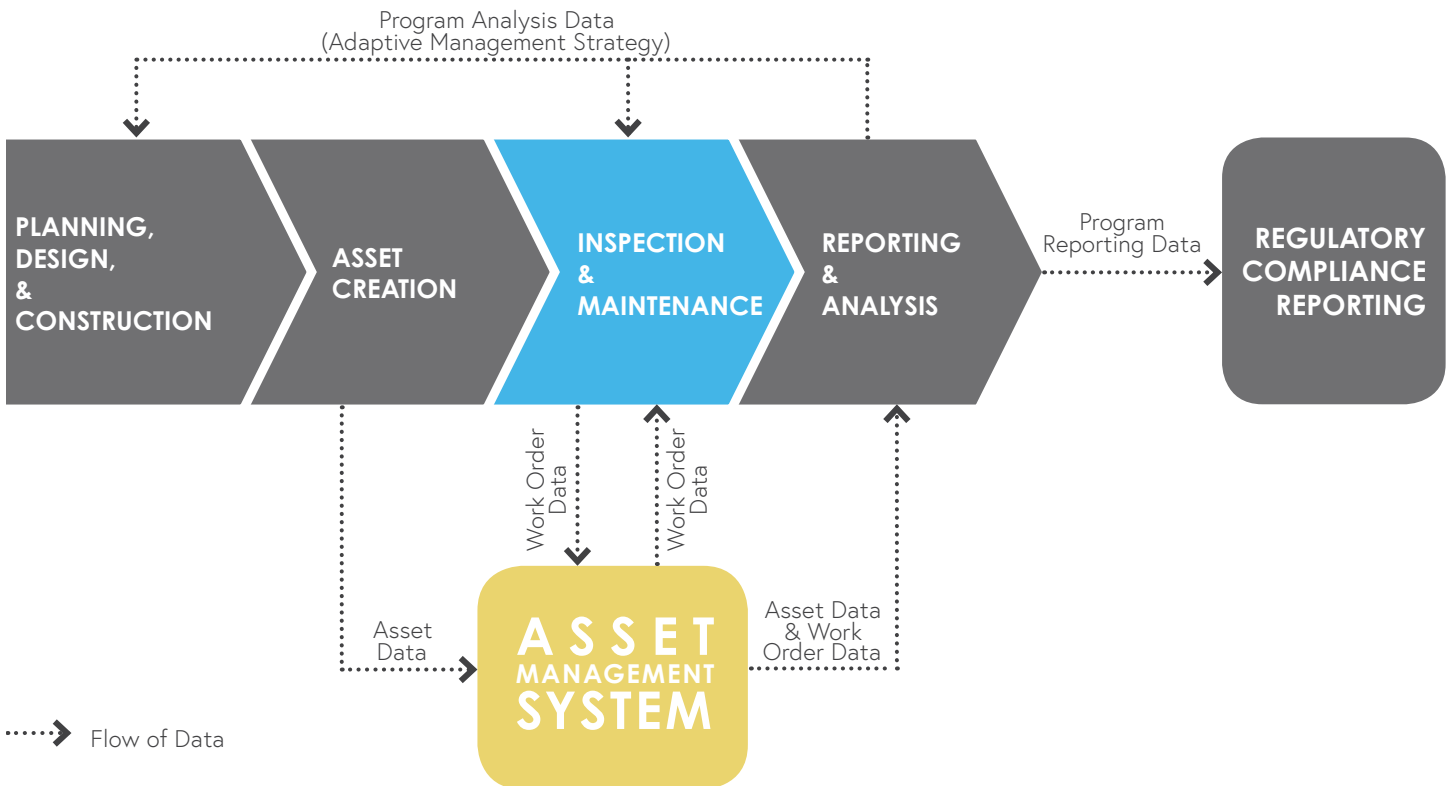 Program Analysis Data
(Adaptive Management Strategy)
PLANNING,
DESIGN,
&
CONSTRUCTION
ASSET
CREATION
INSPECTION
&
MAINTENANCE
REPORTING
&
ANALYSIS
Program
Reporting Data
REGULATORY
COMPLIANCE
REPORTING
Work Order
Data
Work Order
Data
Asset
Data
ASSET
MANAGEMENT
SYSTEM
Asset Data
& Work
Order Data
Flow of Data